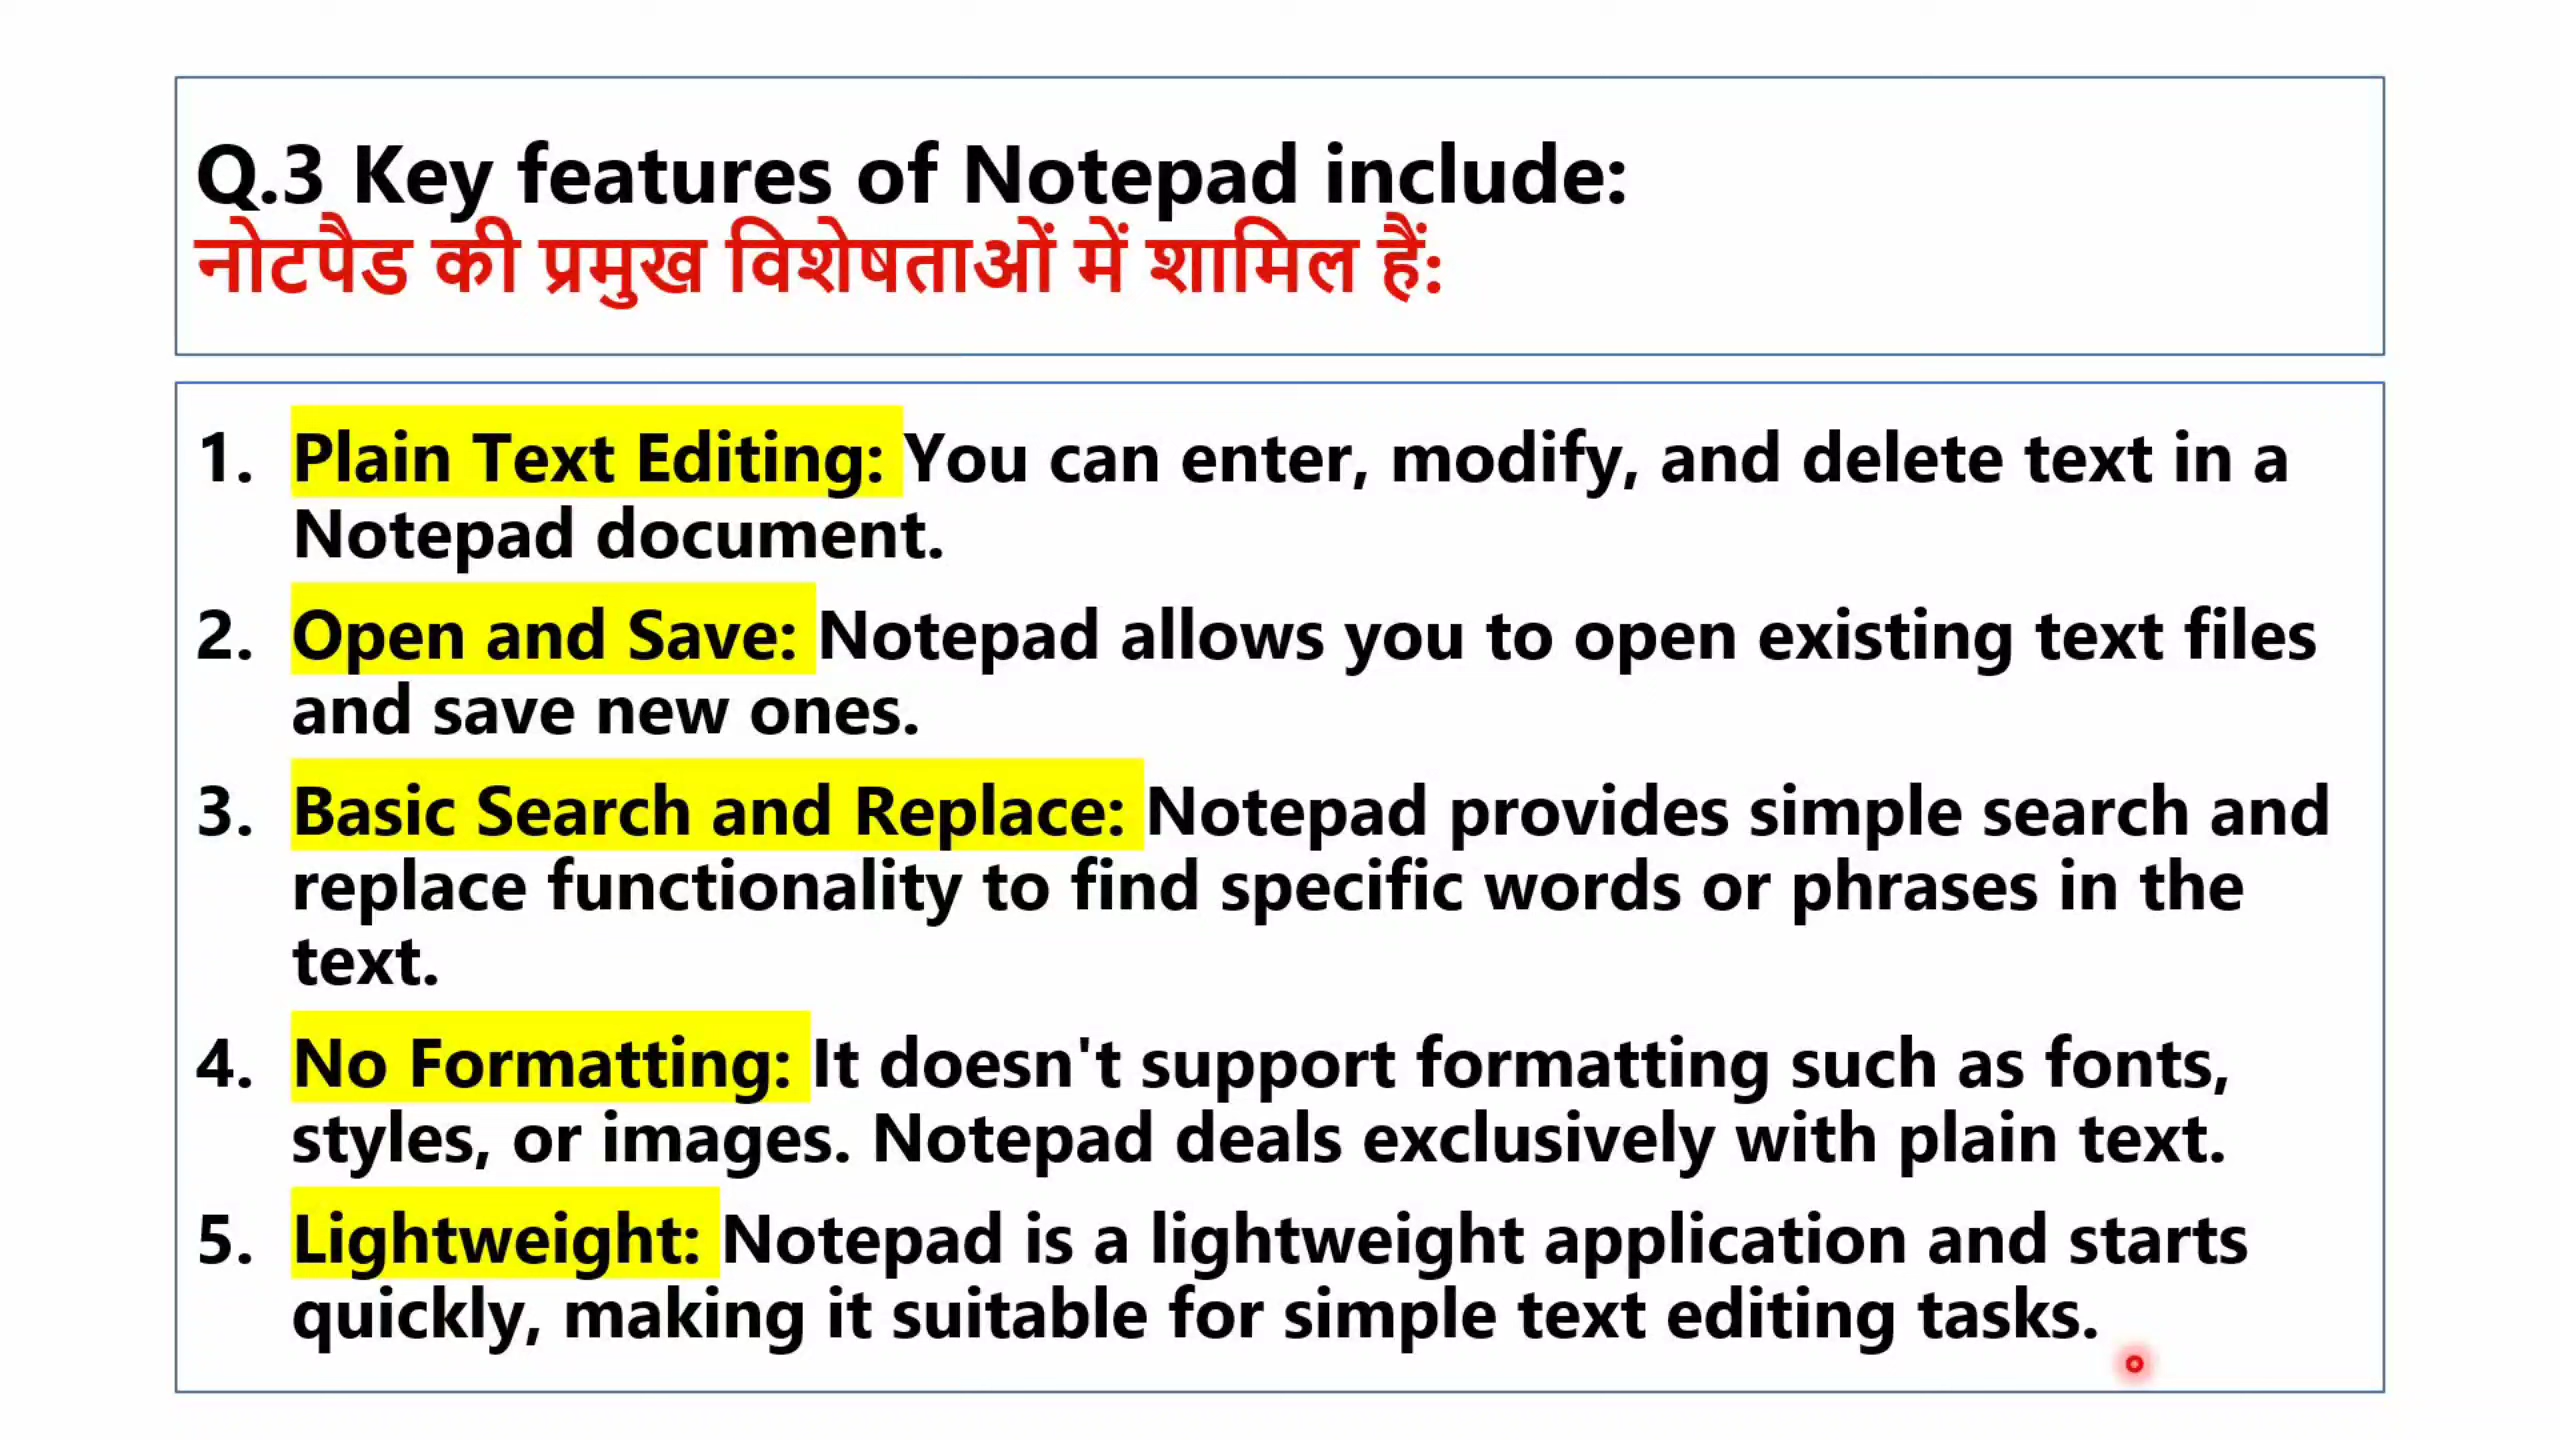 Q.3 Key features of Notepad include:
नोटपैड की प्रमुख विशेषताओं में शामिल हैं:
1. Plain Text Editing: You can enter, modify, and delete text in a
Notepad document.
2. Open and Save: Notepad allows you to open existing text files
and save new ones.
3. Basic Search and Replace: Notepad provides simple search and
replace functionality to find specific words or phrases in the
text.
4. No Formatting: It doesn't support formatting such as fonts,
styles, or images. Notepad deals exclusively with plain text.
5. Lightweight: Notepad is a lightweight application and starts
quickly, making it suitable for simple text editing tasks.